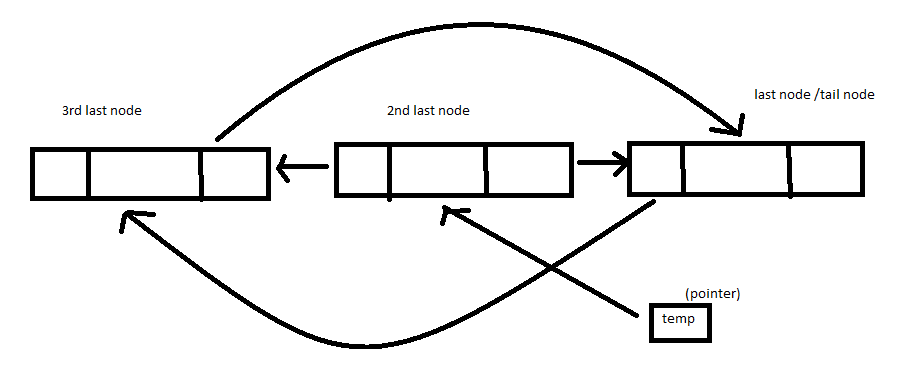 3rd last node
2nd last node
last node /tail node
(pointer)
temp